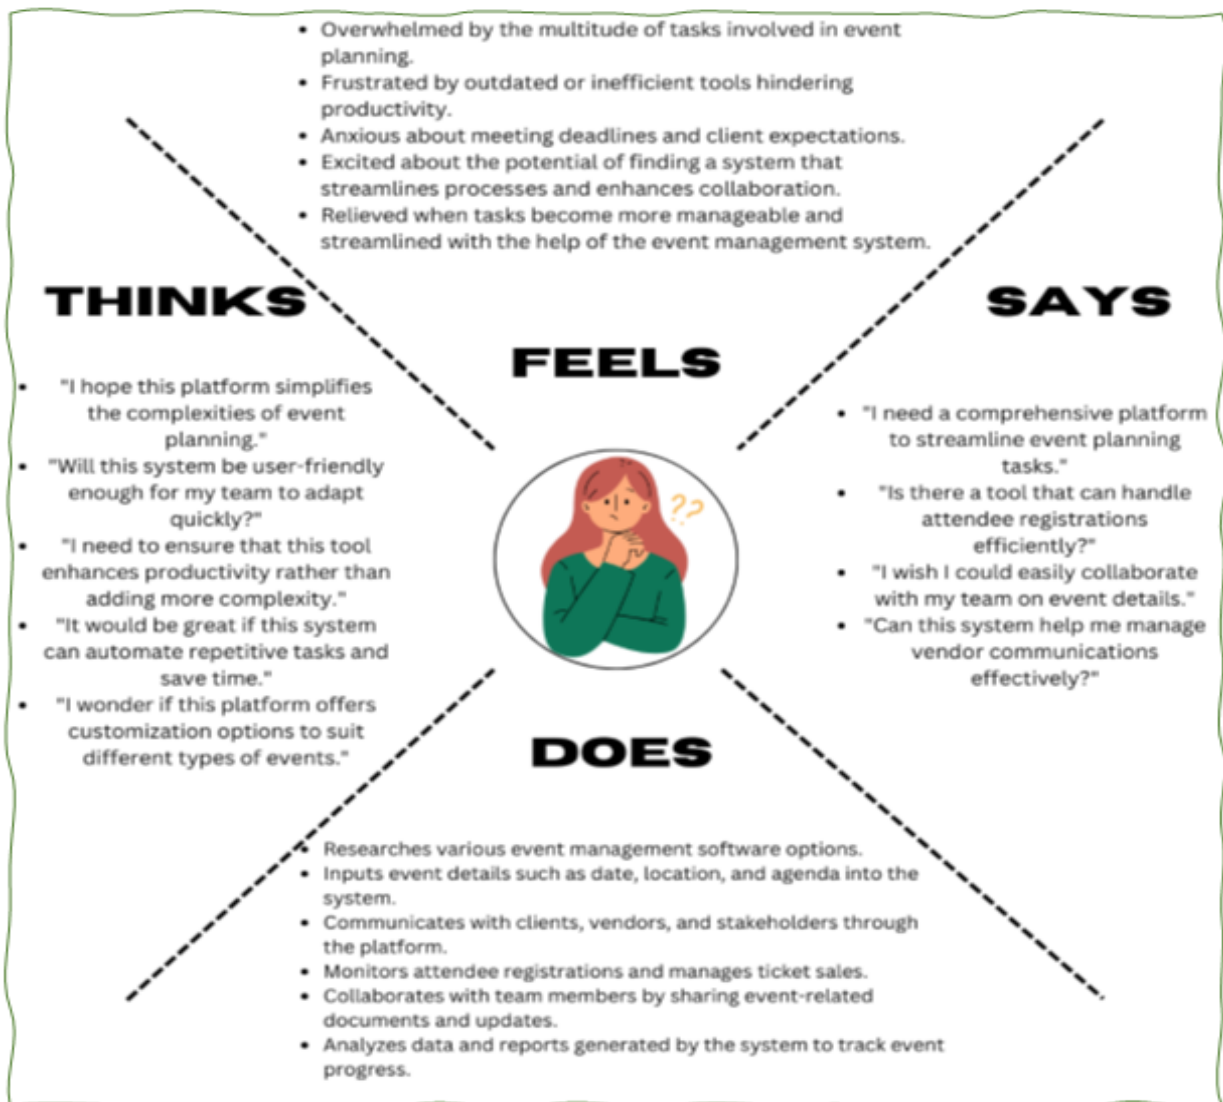 • Overwhelmed by the multitude of tasks involved in event
planning.
• Frustrated by outdated or inefficient tools hindering
productivity.
• Anxious about meeting deadlines and client expectations.
• Excited about the potential of finding a system that
streamlines processes and enhances collaboration.
• Relieved when tasks become more manageable and
streamlined with the help of the event management system.
FEELS
THINKS
• "I hope this platform simplifies
the complexities of event
planning."
• "Will this system be user-friendly
enough for my team to adapt
quickly?"
• "I need to ensure that this tool
enhances productivity rather than
adding more complexity."
• "It would be great if this system
can automate repetitive tasks and
save time."
• "I wonder if this platform offers
customization options to suit
different types of events."
??
SAYS
• "I need a comprehensive platform
to streamline event planning
tasks."
• "Is there a tool that can handle
attendee registrations
efficiently?"
• "I wish I could easily collaborate
with my team on event details."
• "Can this system help me manage
vendor communications
effectively?"
DOES
• Researches various event management software options.
• Inputs event details such as date, location, and agenda into the
system.
• Communicates with clients, vendors, and stakeholders through
the platform.
• Monitors attendee registrations and manages ticket sales.
• Collaborates with team members by sharing event-related
documents and updates.
• Analyzes data and reports generated by the system to track event
progress.